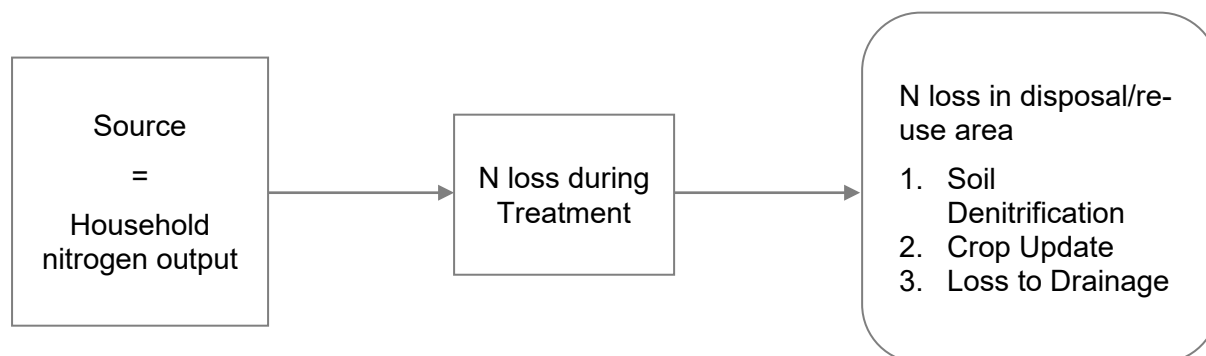 Source
=
Household
nitrogen output
N loss during
Treatment
N loss in disposal/re-
use area
1. Soil
Denitrification
2. Crop Update
3. Loss to Drainage